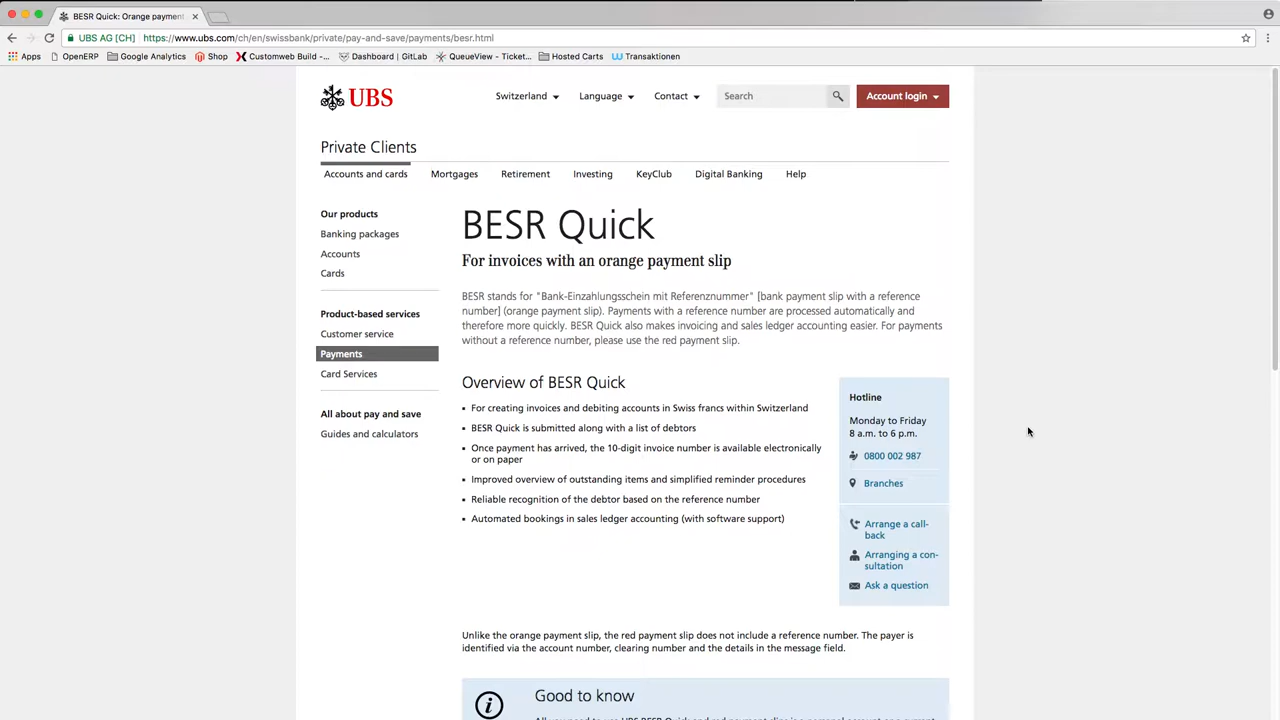 BESR Quick: Orange payment
UBS AG [CH] https://www.ubs.com/ch/en/swissbank/private/pay-and-save/payments/besr.html
Apps OpenERP Google Analytics Shop Customweb Build -... Dashboard | GitLab QueueView - Ticket... Hosted Carts Transaktionen
UBS
Switzerland Language Contact Search Account login
Private Clients
Accounts and cards Mortgages Retirement Investing KeyClub Digital Banking Help
Our products
Banking packages
Accounts
Cards
Product-based services
Customer service
Payments
Card Services
All about pay and save
Guides and calculators
BESR Quick
For invoices with an orange payment slip
BESR stands for "Bank-Einzahlungsschein mit Referenznummer" [bank payment slip with a reference
number] (orange payment slip). Payments with a reference number are processed automatically and
therefore more quickly. BESR Quick also makes invoicing and sales ledger accounting easier. For payments
without a reference number, please use the red payment slip.
Overview of BESR Quick
For creating invoices and debiting accounts in Swiss francs within Switzerland
BESR Quick is submitted along with a list of debtors
Once payment has arrived, the 10-digit invoice number is available electronically
or on paper
Improved overview of outstanding items and simplified reminder procedures
Reliable recognition of the debtor based on the reference number
Automated bookings in sales ledger accounting (with software support)
Hotline
Monday to Friday
8 a.m. to 6 p.m.
0800 002 987
Branches
Arrange a call-
back
Arranging a con-
sultation
Ask a question
Unlike the orange payment slip, the red payment slip does not include a reference number. The payer is
identified via the account number, clearing number and the details in the message field.
Good to know